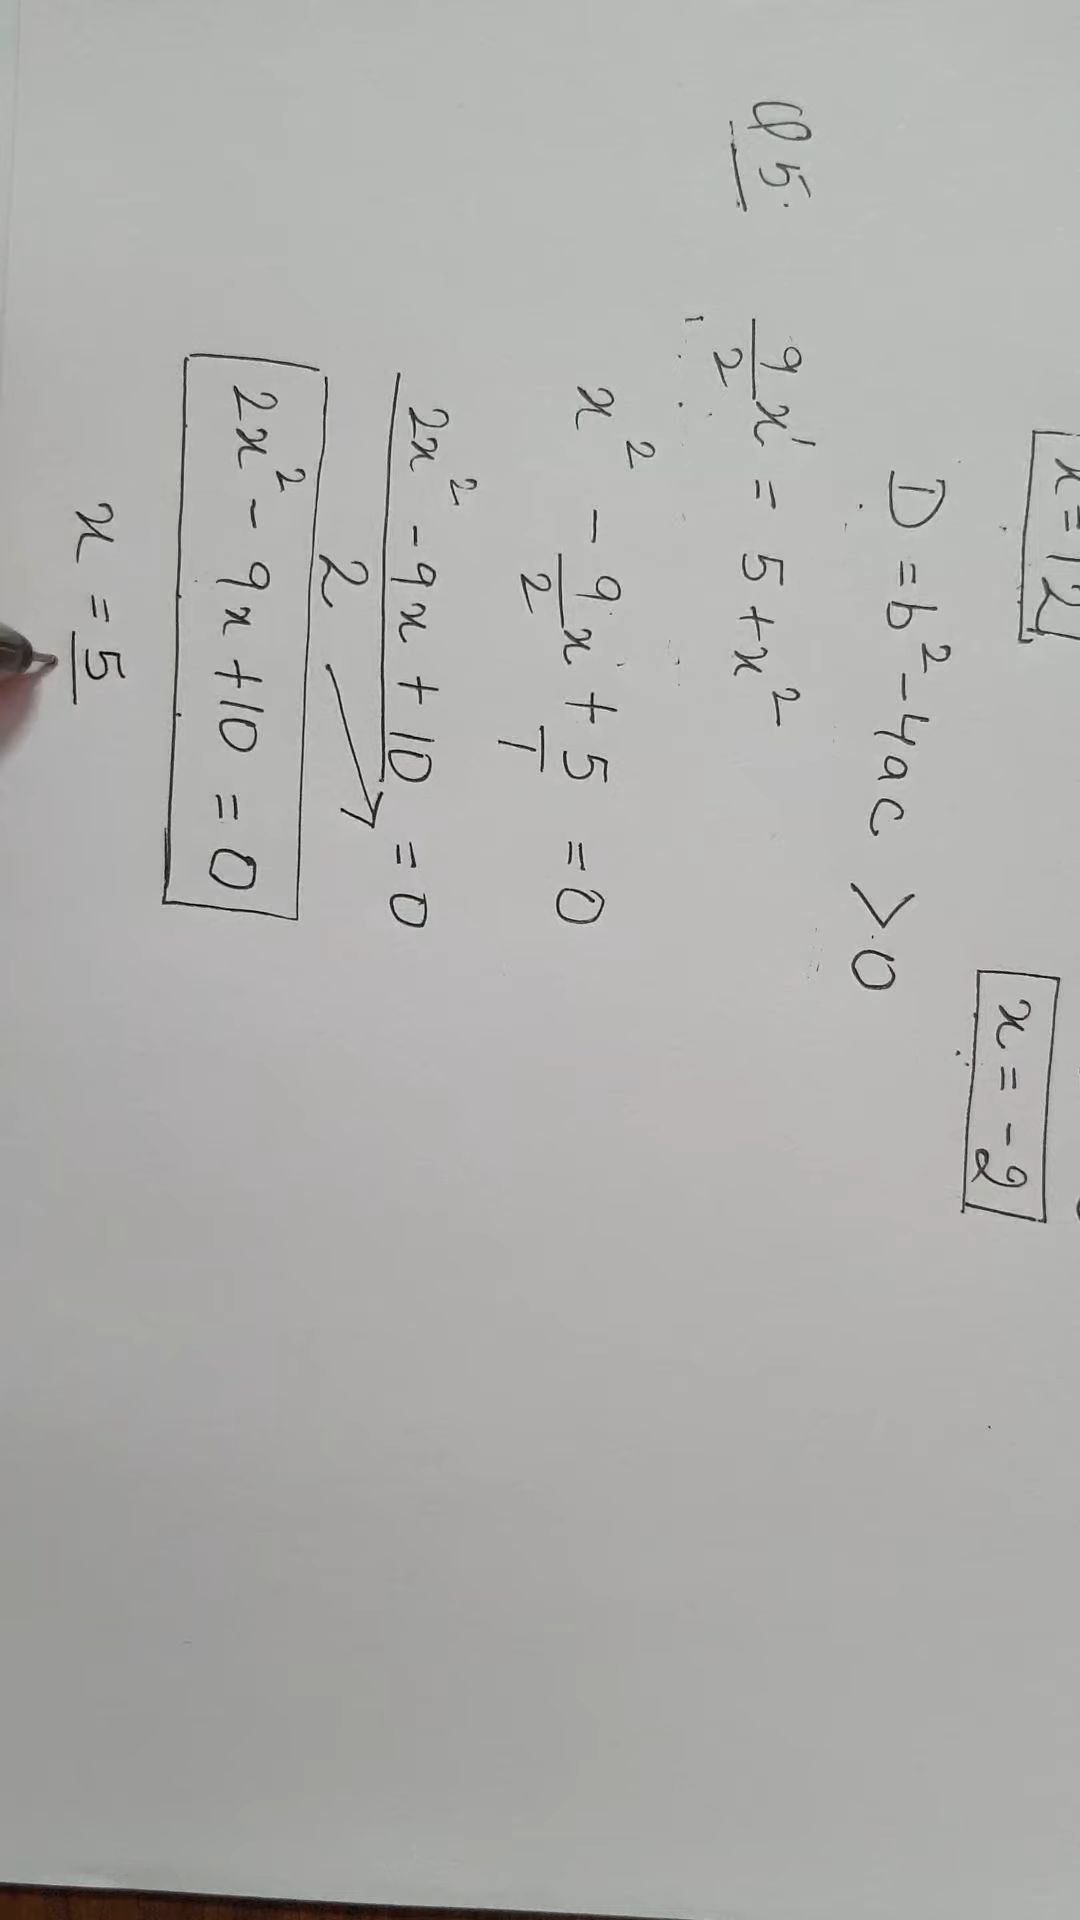 x = 12
x = -2
D = b² - 4ac > 0
Q5. 9/2 x = 5 + x²
x² - 9/2 x + 5/1 = 0
2x² - 9x + 10 / 2 = 0
2x² - 9x + 10 = 0
x = 5